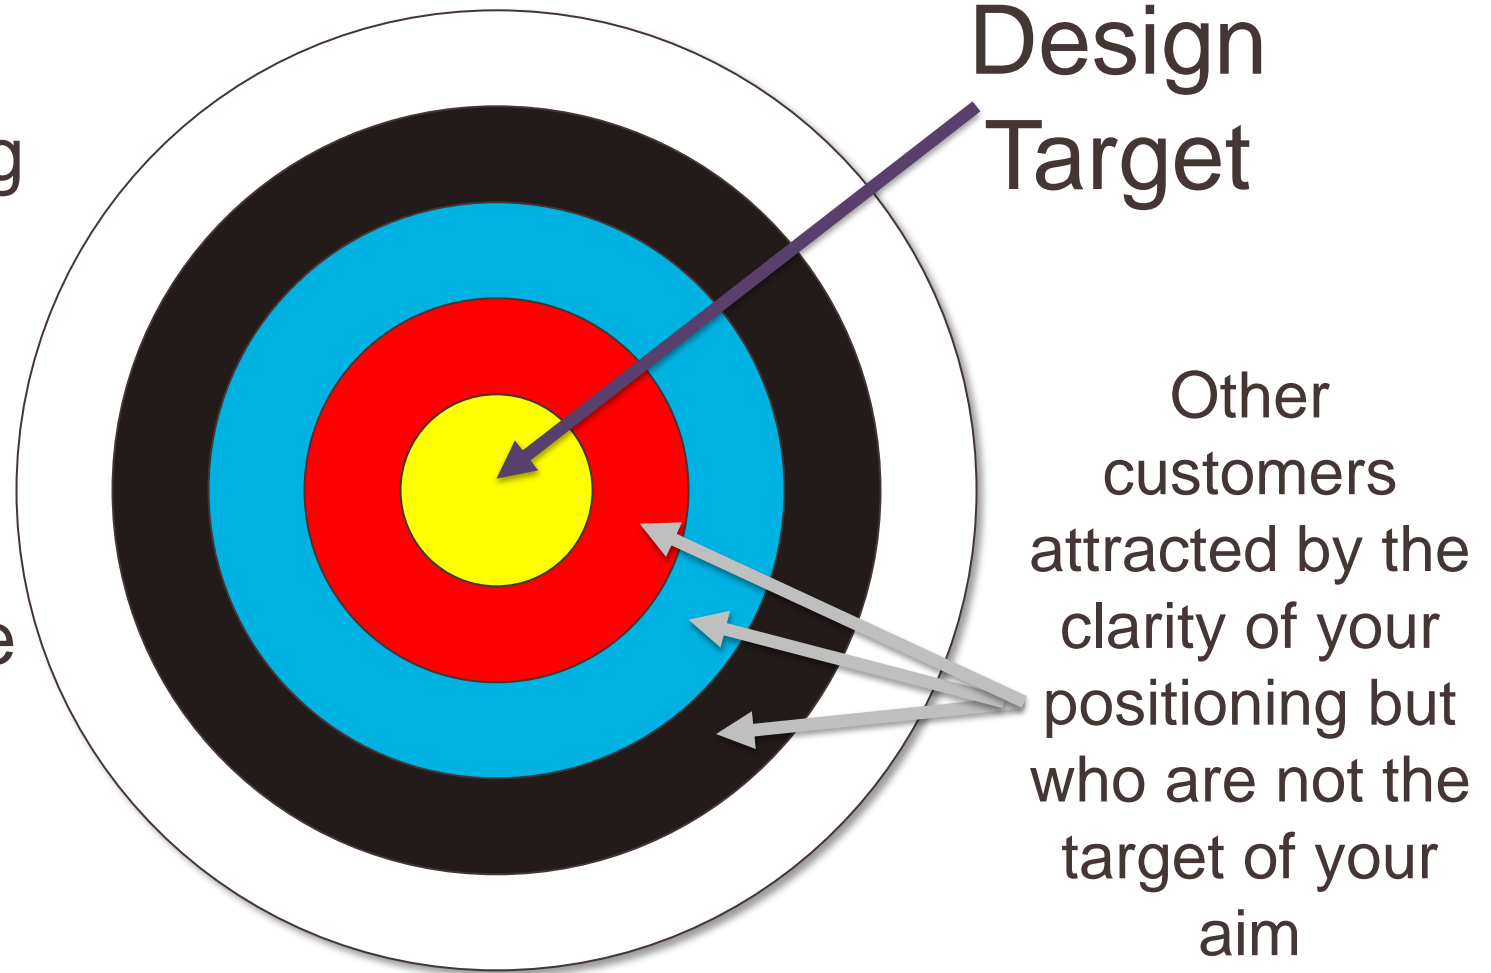 Design
Target
Other
customers
attracted by the
clarity of your
positioning but
who are not the
target of your
aim